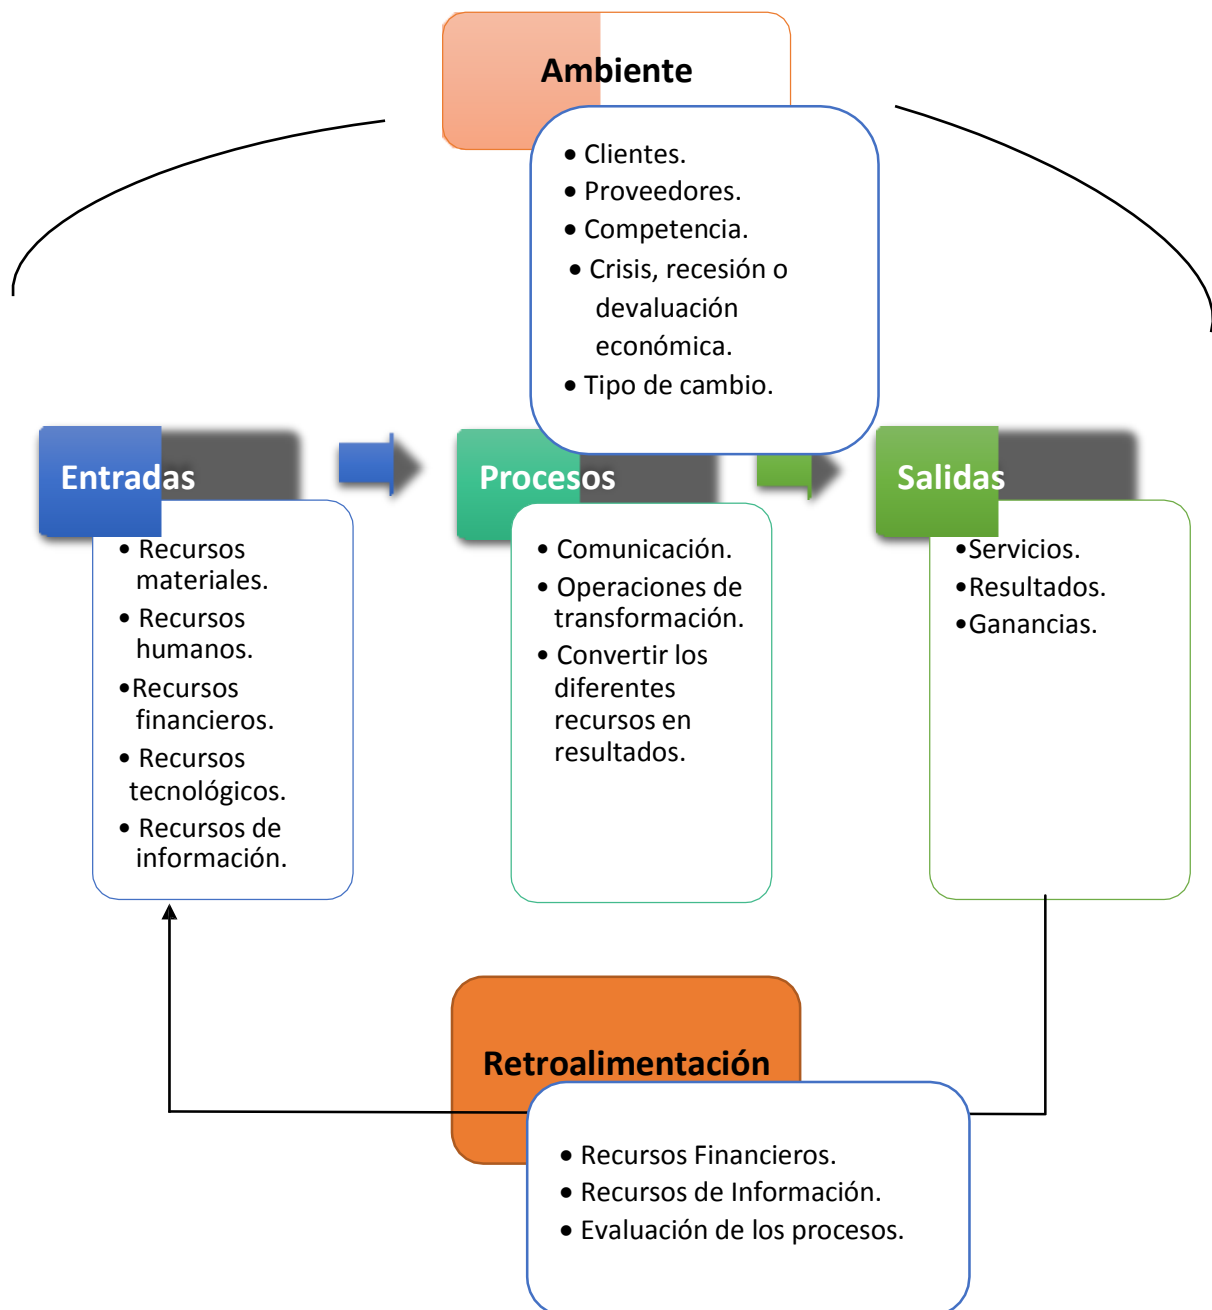 Ambiente
• Clientes.
• Proveedores.
• Competencia.
• Crisis, recesión o
devaluación
económica.
• Tipo de cambio.
Entradas
• Recursos
materiales.
• Recursos
humanos.
•Recursos
financieros.
• Recursos
tecnológicos.
• Recursos de
información.
Procesos
• Comunicación.
• Operaciones de
transformación.
• Convertir los
diferentes
recursos en
resultados.
Salidas
•Servicios.
•Resultados.
•Ganancias.
Retroalimentación
• Recursos Financieros.
• Recursos de Información.
• Evaluación de los procesos.